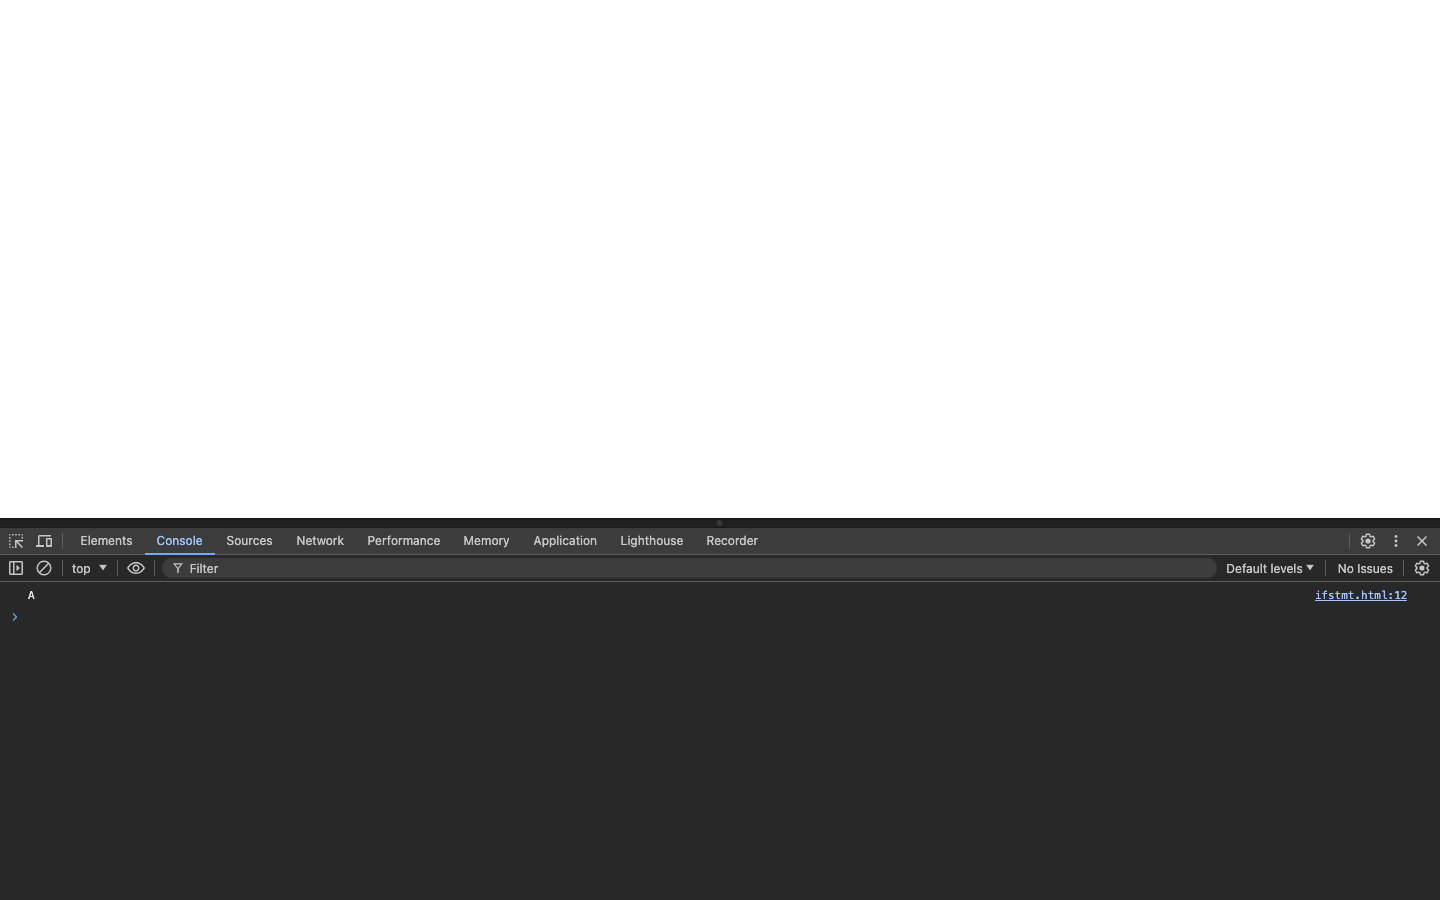 Elements Console Sources Network Performance Memory Application Lighthouse Recorder
top Filter Default levels No Issues
A ifstmt.html:12